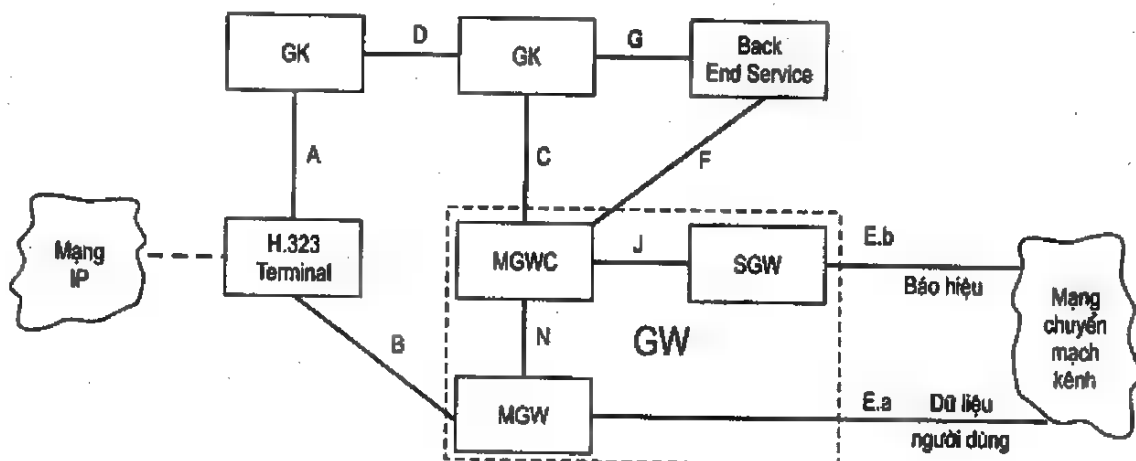 GK
D
GK
G
Back
End Service
A
C
F
Mạng
IP
H.323
Terminal
MGWC
J
SGW
E.b
Báo hiệu
Mạng
chuyển
mạch
kênh
B
N
GW
MGW
E.a
Dữ liệu
người dùng